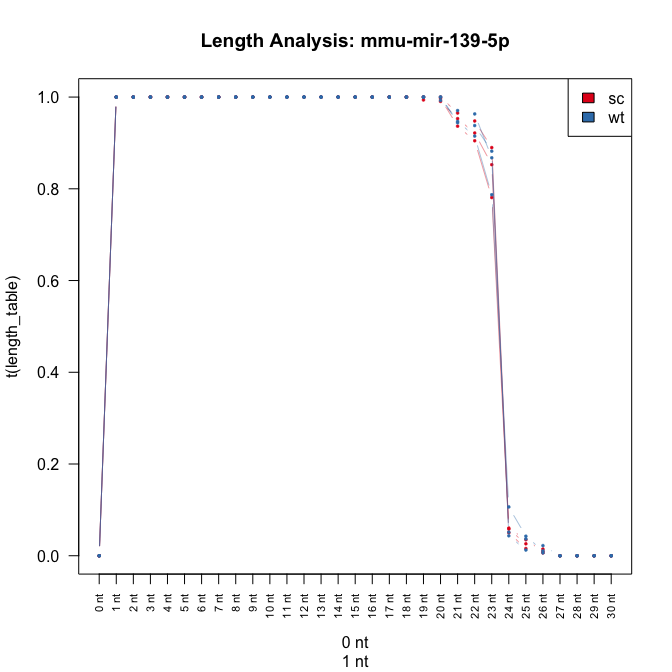 Length Analysis: mmu-mir-139-5p
sc
wt
t(length_table)
1.0
0.8
0.6
0.4
0.2
0.0
0 nt 1 nt 2 nt 3 nt 4 nt 5 nt 6 nt 7 nt 8 nt 9 nt 10 nt 11 nt 12 nt 13 nt 14 nt 15 nt 16 nt 17 nt 18 nt 19 nt 20 nt 21 nt 22 nt 23 nt 24 nt 25 nt 26 nt 27 nt 28 nt 29 nt 30 nt
0 nt
1 nt